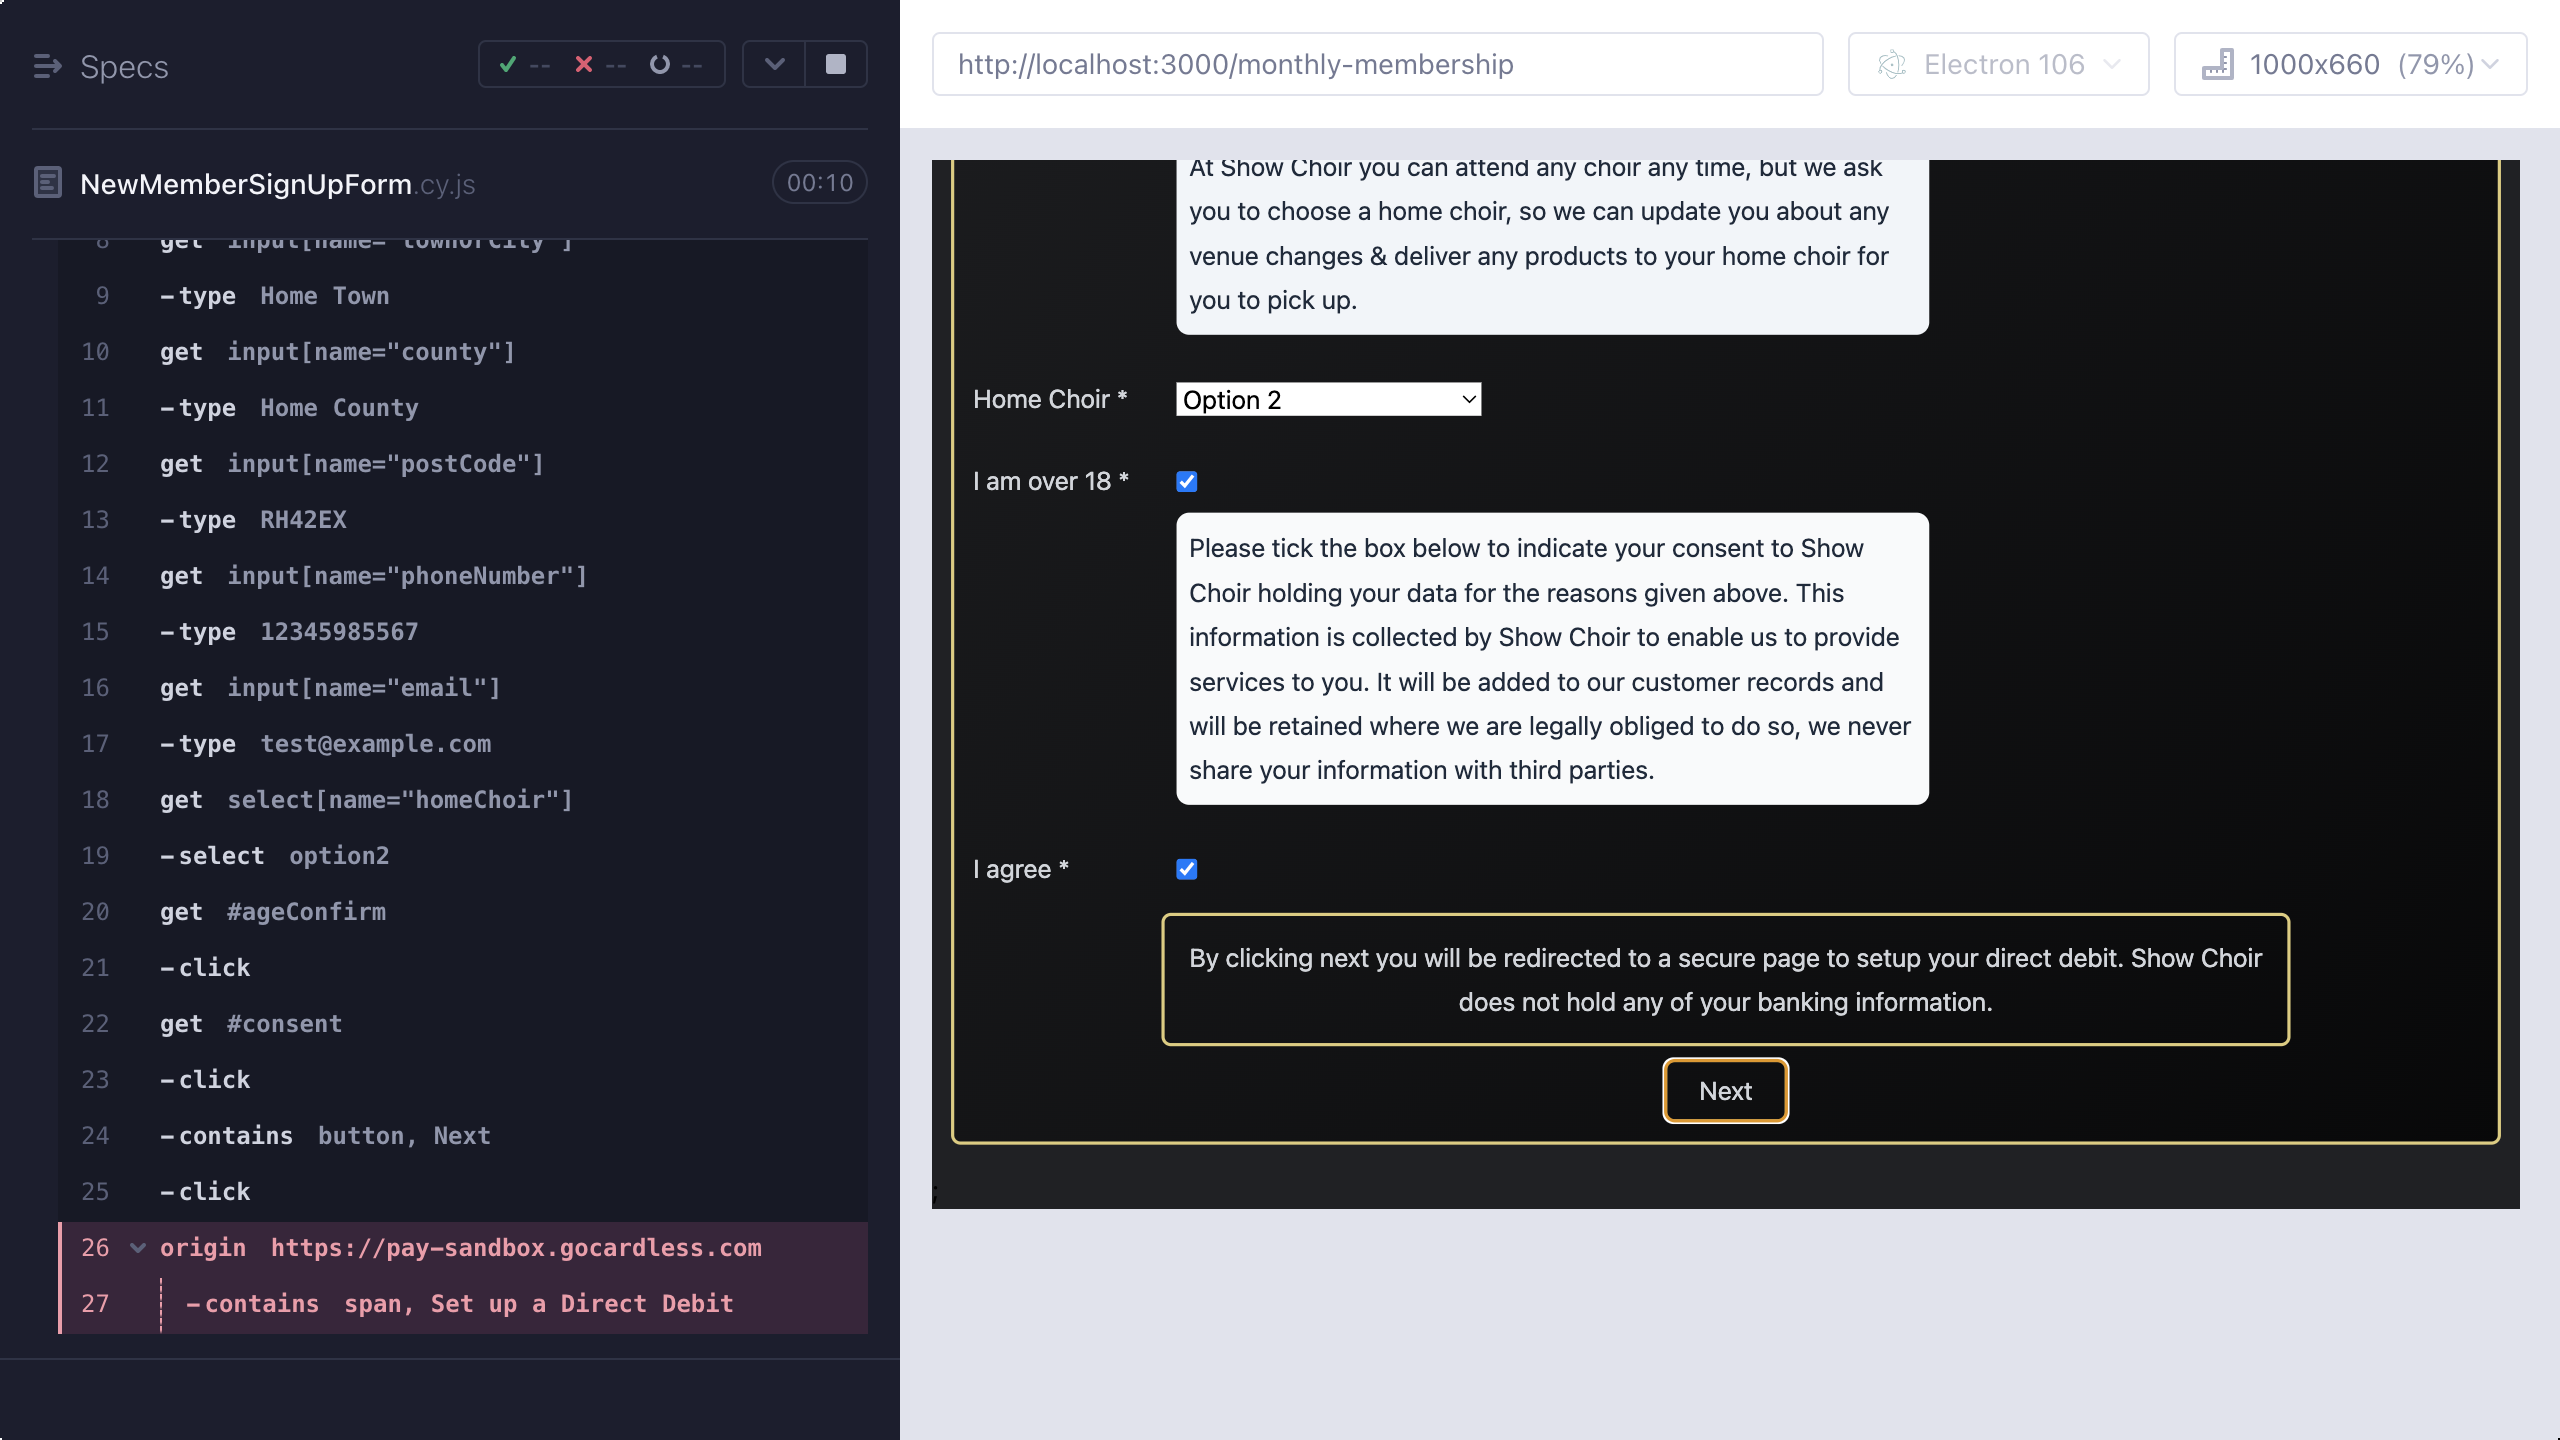 Specs
-- -- --
NewMemberSignUpForm.cy.js
00:10
8 get input[name="townOrCity"]
9 -type Home Town
10 get input[name="county"]
11 -type Home County
12 get input[name="postCode"]
13 -type RH42EX
14 get input[name="phoneNumber"]
15 -type 12345985567
16 get input[name="email"]
17 -type test@example.com
18 get select[name="homeChoir"]
19 -select option2
20 get #ageConfirm
21 -click
22 get #consent
23 -click
24 -contains button, Next
25 -click
26 origin https://pay-sandbox.gocardless.com
27 -contains span, Set up a Direct Debit
http://localhost:3000/monthly-membership
Electron 106
1000x660 (79%)
At Show Choir you can attend any choir any time, but we ask
you to choose a home choir, so we can update you about any
venue changes & deliver any products to your home choir for
you to pick up.
Home Choir *
Option 2
I am over 18 *
Please tick the box below to indicate your consent to Show
Choir holding your data for the reasons given above. This
information is collected by Show Choir to enable us to provide
services to you. It will be added to our customer records and
will be retained where we are legally obliged to do so, we never
share your information with third parties.
I agree *
By clicking next you will be redirected to a secure page to setup your direct debit. Show Choir
does not hold any of your banking information.
Next
;